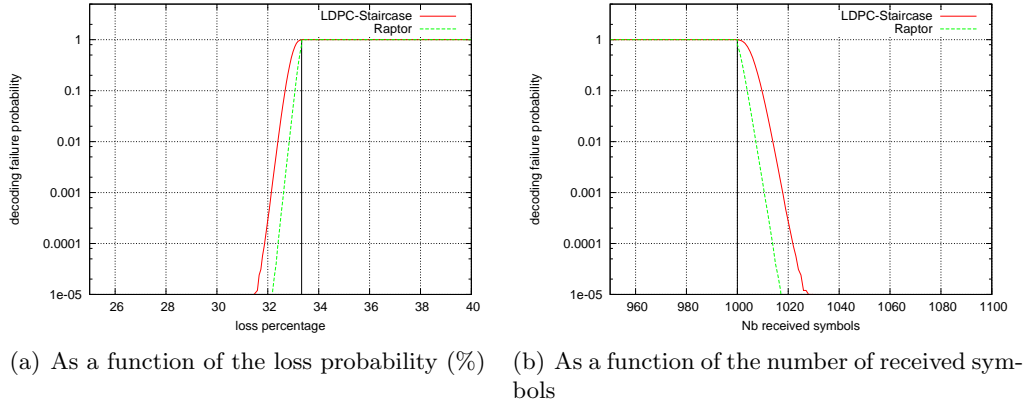 LDPC-Staircase
Raptor
1
0.1
0.01
0.001
0.0001
1e-05
decoding failure probability
26 28 30 32 34 36 38 40
loss percentage
(a) As a function of the loss probability (%)
LDPC-Staircase
Raptor
1
0.1
0.01
0.001
0.0001
1e-05
decoding failure probability
960 980 1000 1020 1040 1060 1080 1100
Nb received symbols
(b) As a function of the number of received sym-
bols